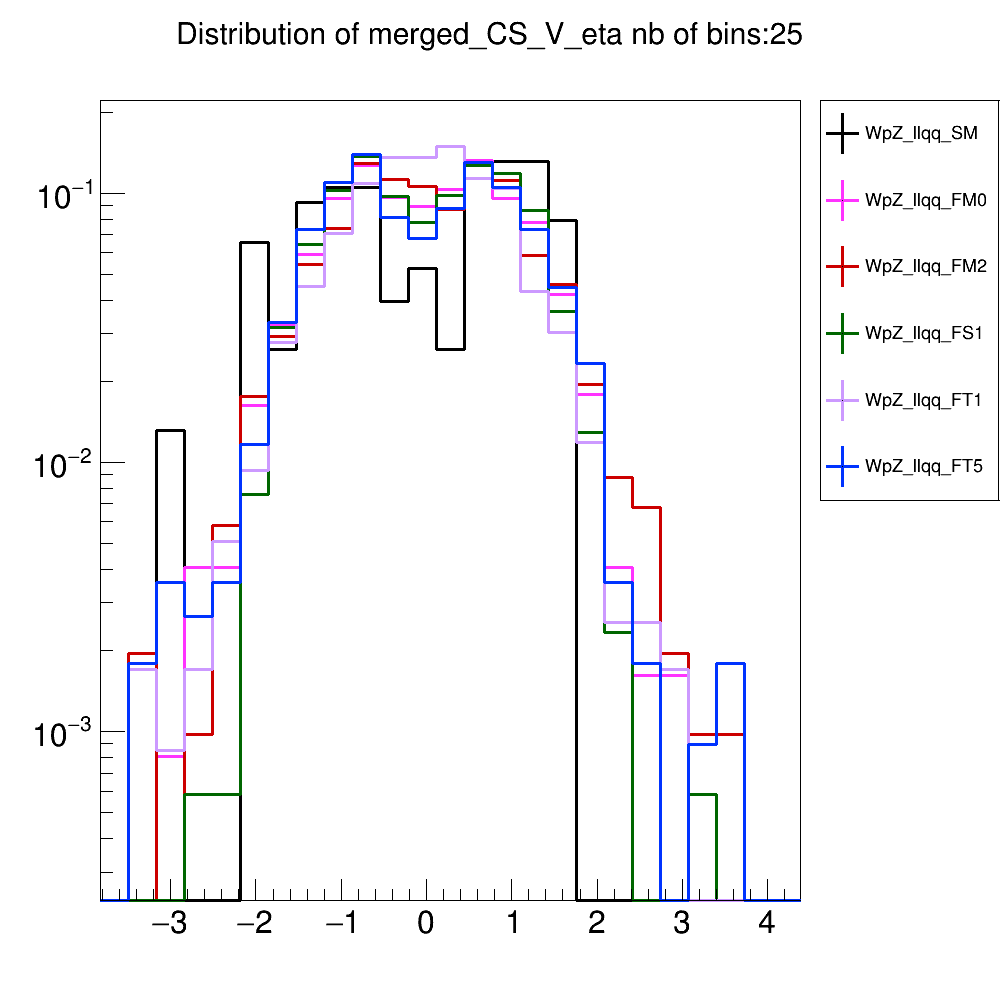 Distribution of merged_CS_V_eta nb of bins:25
WpZ_llqq_SM
WpZ_llqq_FM0
WpZ_llqq_FM2
WpZ_llqq_FS1
WpZ_llqq_FT1
WpZ_llqq_FT5
10⁻¹
10⁻²
10⁻³
−3 −2 −1 0 1 2 3 4